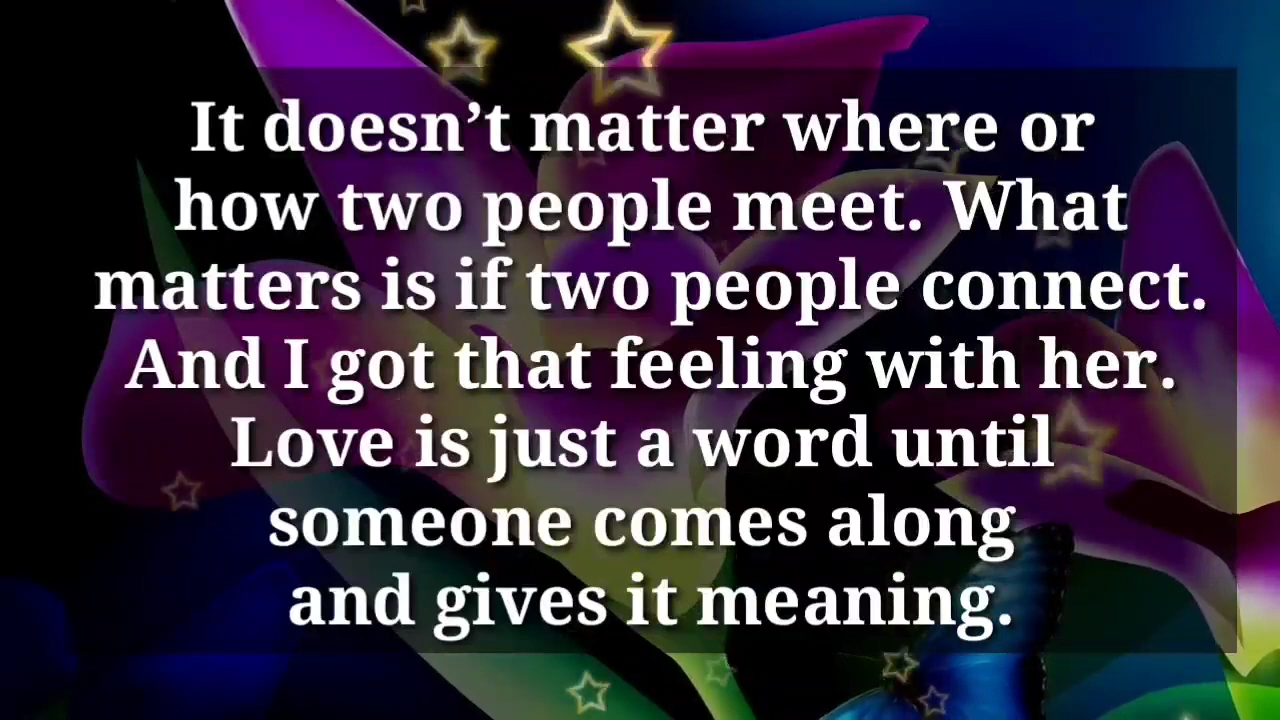 It doesn’t matter where or
how two people meet. What
matters is if two people connect.
And I got that feeling with her.
Love is just a word until
someone comes along
and gives it meaning.